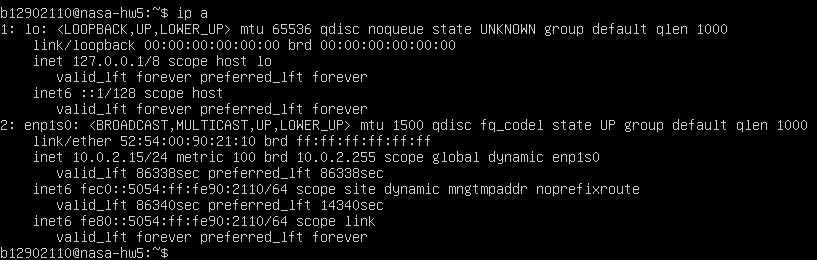 b12902110@nasa-hw5:~$ ip a
1: lo: <LOOPBACK,UP,LOWER_UP> mtu 65536 qdisc noqueue state UNKNOWN group default qlen 1000
    link/loopback 00:00:00:00:00:00 brd 00:00:00:00:00:00
    inet 127.0.0.1/8 scope host lo
       valid_lft forever preferred_lft forever
    inet6 ::1/128 scope host
       valid_lft forever preferred_lft forever
2: enp1s0: <BROADCAST,MULTICAST,UP,LOWER_UP> mtu 1500 qdisc fq_codel state UP group default qlen 1000
    link/ether 52:54:00:90:21:10 brd ff:ff:ff:ff:ff:ff
    inet 10.0.2.15/24 metric 100 brd 10.0.2.255 scope global dynamic enp1s0
       valid_lft 86338sec preferred_lft 86338sec
    inet6 fec0::5054:ff:fe90:2110/64 scope site dynamic mngtmpaddr noprefixroute
       valid_lft 86340sec preferred_lft 14340sec
    inet6 fe80::5054:ff:fe90:2110/64 scope link
       valid_lft forever preferred_lft forever
b12902110@nasa-hw5:~$